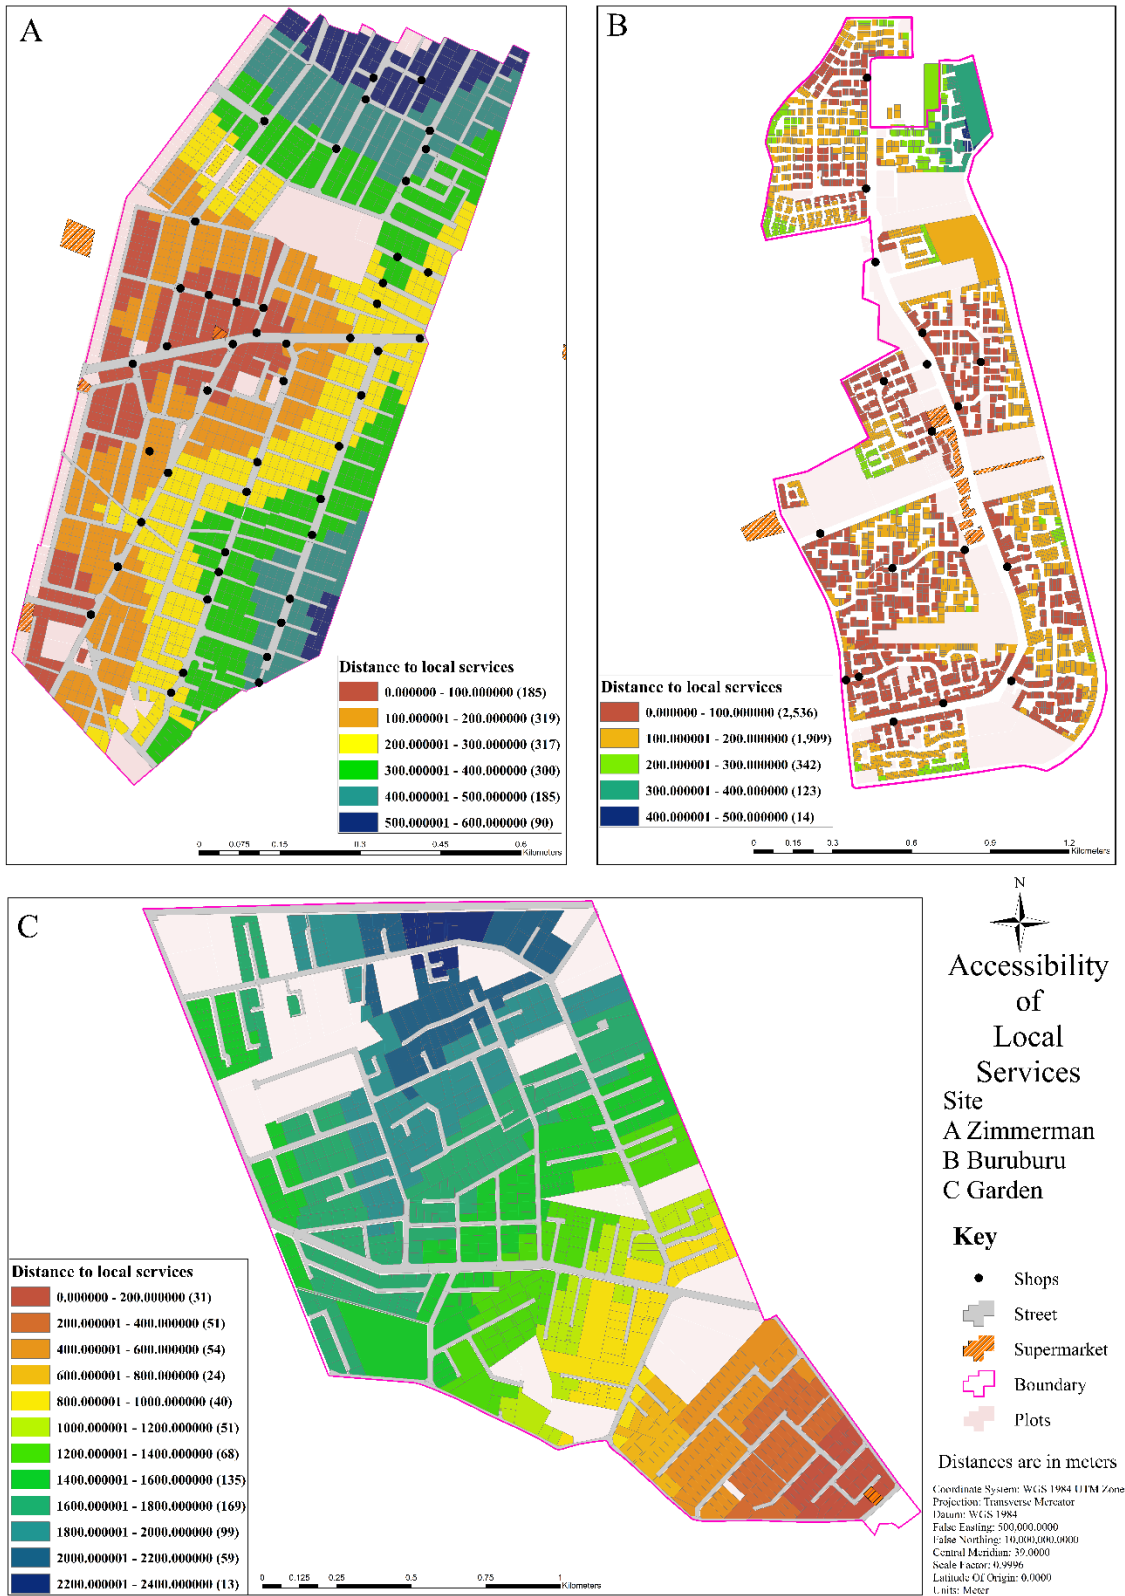 A
Distance to local services
0.000000 - 100.000000 (185)
100.000001 - 200.000000 (319)
200.000001 - 300.000000 (317)
300.000001 - 400.000000 (300)
400.000001 - 500.000000 (185)
500.000001 - 600.000000 (90)
0 0.075 0.15 0.3 0.45 0.6
Kilometers
B
Distance to local services
0.000000 - 100.000000 (2,536)
100.000001 - 200.000000 (1,909)
200.000001 - 300.000000 (342)
300.000001 - 400.000000 (123)
400.000001 - 500.000000 (14)
0 0.15 0.3 0.6 0.9 1.2
Kilometers
C
Distance to local services
0.000000 - 200.000000 (31)
200.000001 - 400.000000 (51)
400.000001 - 600.000000 (54)
600.000001 - 800.000000 (24)
800.000001 - 1000.000000 (40)
1000.000001 - 1200.000000 (51)
1200.000001 - 1400.000000 (68)
1400.000001 - 1600.000000 (135)
1600.000001 - 1800.000000 (169)
1800.000001 - 2000.000000 (99)
2000.000001 - 2200.000000 (59)
2200.000001 - 2400.000000 (13)
0 0.25 0.5 0.75 1
Kilometers
N
Accessibility
of
Local
Services
Site
A Zimmerman
B Buruburu
C Garden
Key
Shops
Street
Supermarket
Boundary
Plots
Distances are in meters
Coordinate System: WGS 1984 UTM Zone
Projection: Transverse Mercator
Datum: WGS 1984
False Easting: 500,000.0000
False Northing: 10,000,000.0000
Central Meridian: 39.0000
Scale Factor: 0.9996
Latitude Of Origin: 0.0000
Units: Meter